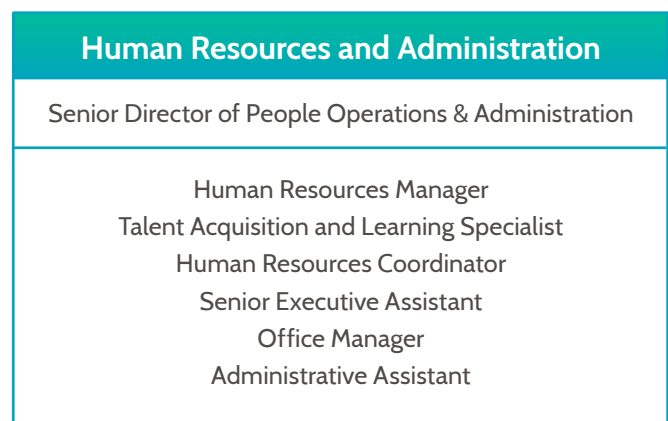 Human Resources and Administration
Senior Director of People Operations & Administration
Human Resources Manager
Talent Acquisition and Learning Specialist
Human Resources Coordinator
Senior Executive Assistant
Office Manager
Administrative Assistant